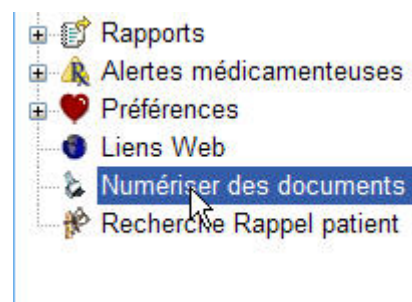 Rapports
Alertes médicamenteuses
Préférences
Liens Web
Numériser des documents
Recherche Rappel patient